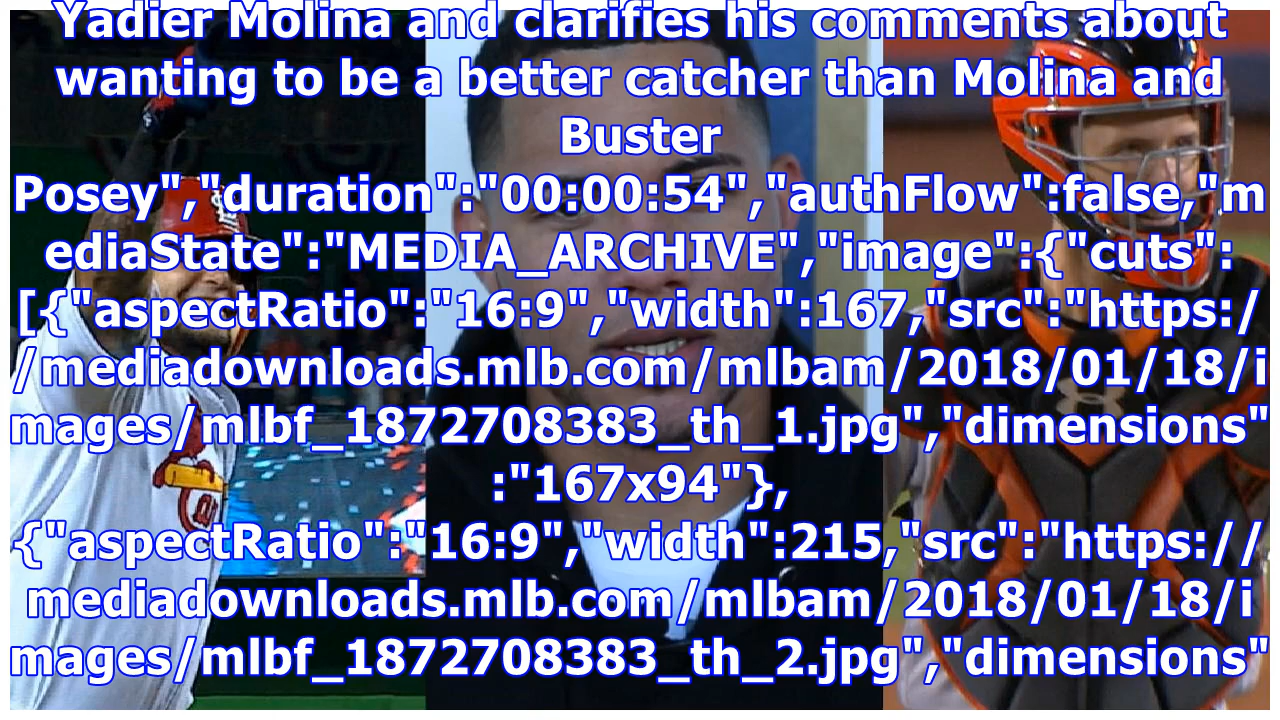 Yadier Molina and clarifies his comments about
wanting to be a better catcher than Molina and
Buster
Posey","duration":"00:00:54","authFlow":false,"m
ediaState":"MEDIA_ARCHIVE","image":{"cuts":
[{"aspectRatio":"16:9","width":167,"src":"https:/
/mediadownloads.mlb.com/mlbam/2018/01/18/i
mages/mlbf_1872708383_th_1.jpg","dimensions"
:"167x94"},
{"aspectRatio":"16:9","width":215,"src":"https://
mediadownloads.mlb.com/mlbam/2018/01/18/i
mages/mlbf_1872708383_th_2.jpg","dimensions"